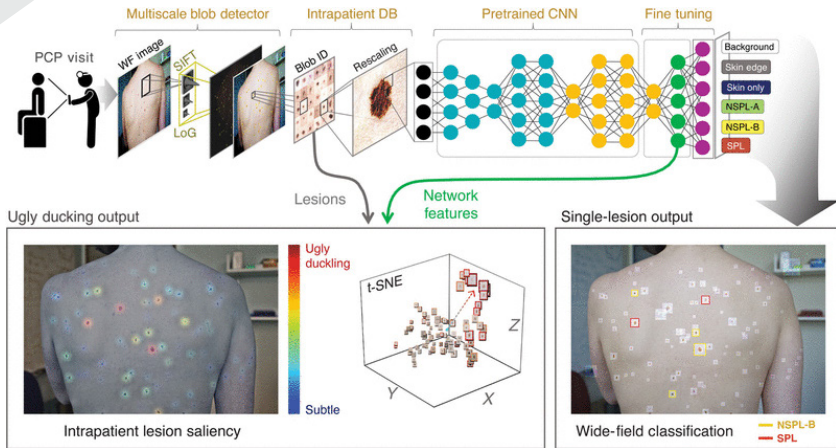 Multiscale blob detector
Intrapatient DB
Pretrained CNN
Fine tuning
PCP visit
WF image
SIFT
LoG
Blob ID
Rescaling
Background
Skin edge
Skin only
NSPL-A
NSPL-B
SPL
Lesions
Network
features
Ugly ducking output
Ugly
duckling
Subtle
t-SNE
Z
Y
X
Intrapatient lesion saliency
Single-lesion output
Wide-field classification
NSPL-B
SPL